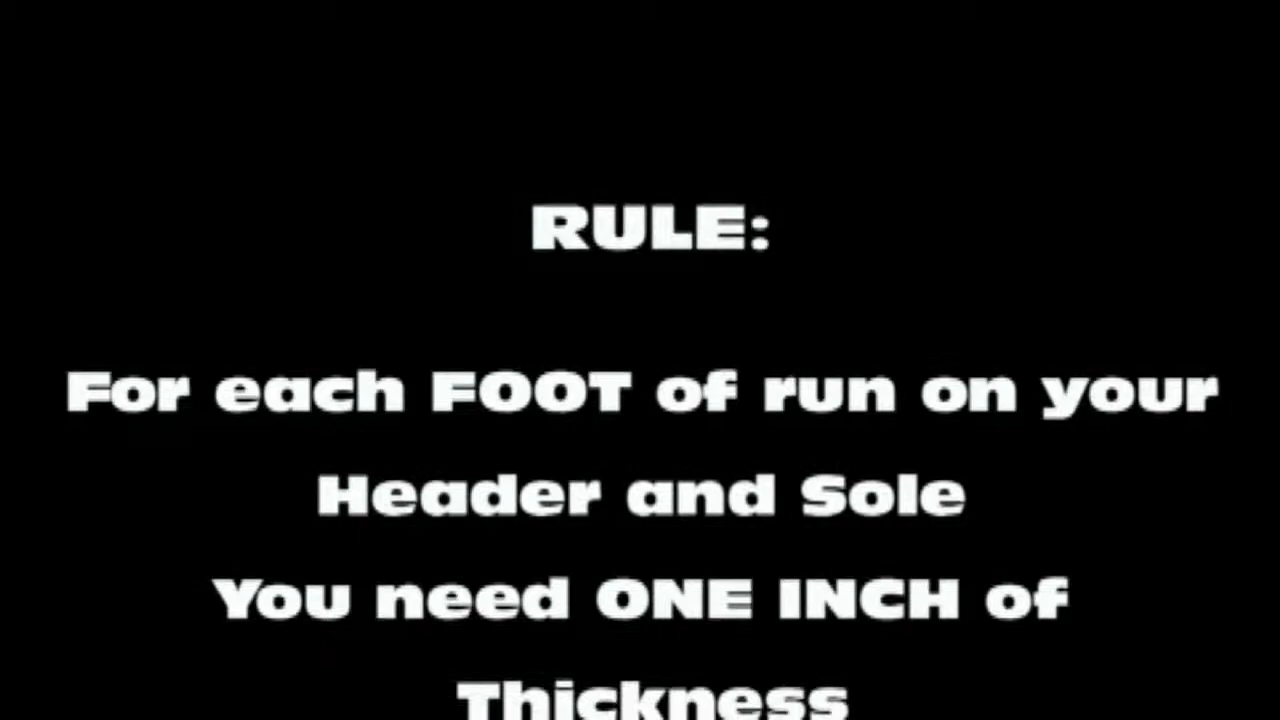 RULE:
For each FOOT of run on your
Header and Sole
You need ONE INCH of
Thickness